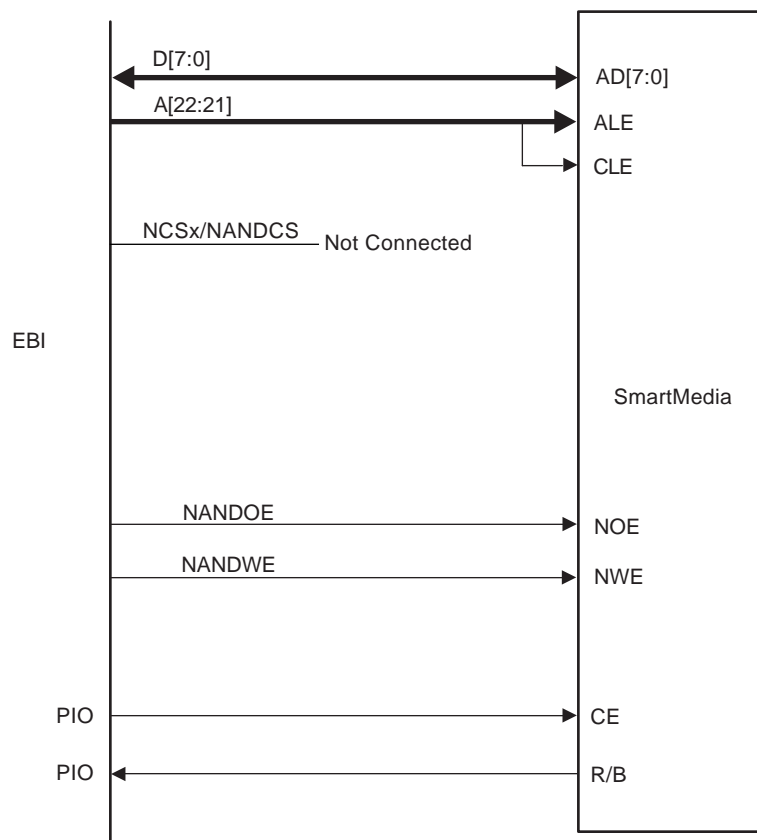 D[7:0]
AD[7:0]
A[22:21]
ALE
CLE
NCSx/NANDCS
Not Connected
EBI
SmartMedia
NANDOE
NOE
NANDWE
NWE
PIO
CE
PIO
R/B